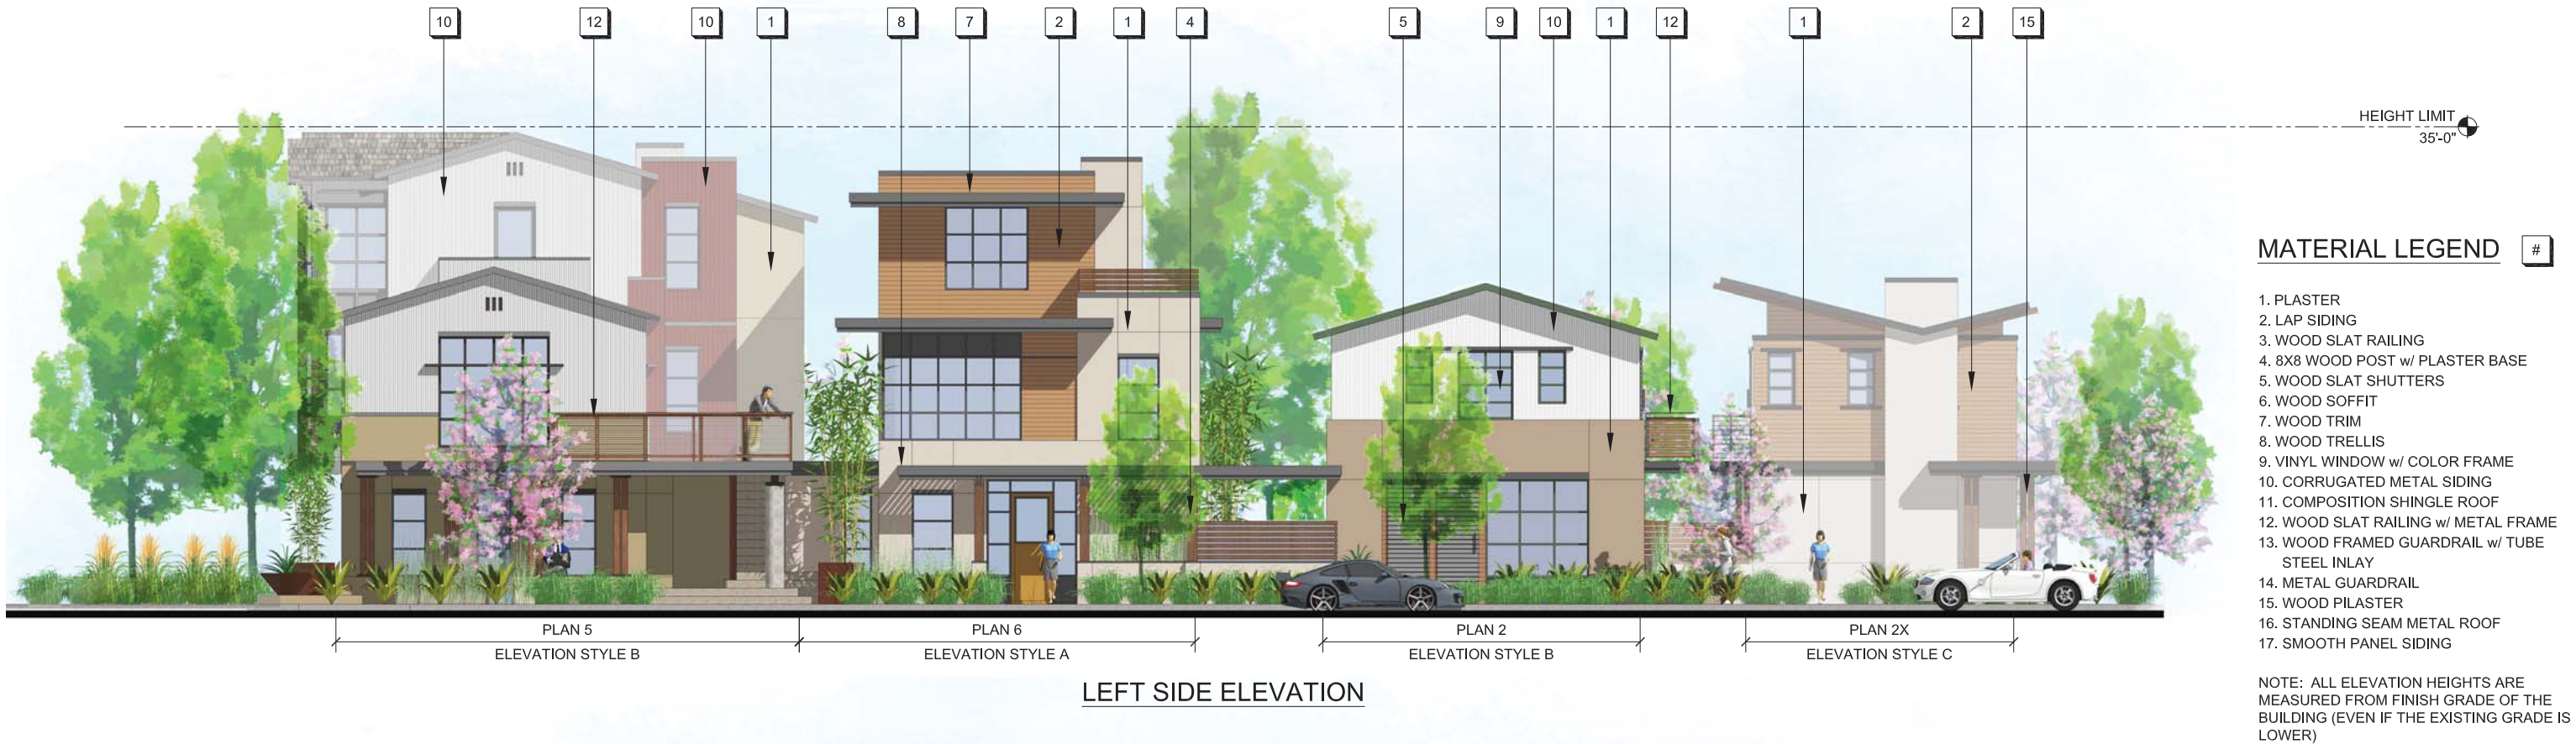 10 12 10 1 8 7 2 1 4 5 9 10 1 12 1 2 15
HEIGHT LIMIT
35'-0"
MATERIAL LEGEND #
1. PLASTER
2. LAP SIDING
3. WOOD SLAT RAILING
4. 8X8 WOOD POST w/ PLASTER BASE
5. WOOD SLAT SHUTTERS
6. WOOD SOFFIT
7. WOOD TRIM
8. WOOD TRELLIS
9. VINYL WINDOW w/ COLOR FRAME
10. CORRUGATED METAL SIDING
11. COMPOSITION SHINGLE ROOF
12. WOOD SLAT RAILING w/ METAL FRAME
13. WOOD FRAMED GUARDRAIL w/ TUBE
STEEL INLAY
14. METAL GUARDRAIL
15. WOOD PILASTER
16. STANDING SEAM METAL ROOF
17. SMOOTH PANEL SIDING
NOTE: ALL ELEVATION HEIGHTS ARE
MEASURED FROM FINISH GRADE OF THE
BUILDING (EVEN IF THE EXISTING GRADE IS
LOWER)
PLAN 5
ELEVATION STYLE B
PLAN 6
ELEVATION STYLE A
PLAN 2
ELEVATION STYLE B
PLAN 2X
ELEVATION STYLE C
LEFT SIDE ELEVATION